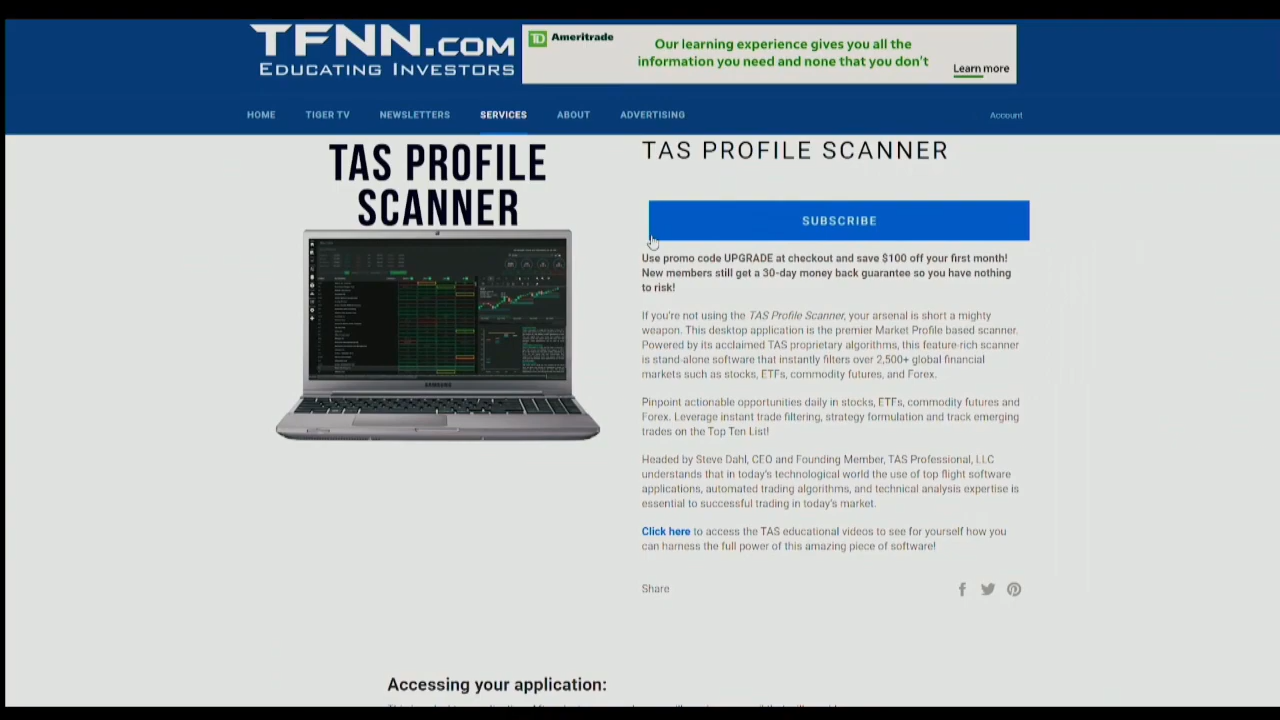 TFNN.COM
EDUCATING INVESTORS
TD Ameritrade
Our learning experience gives you all the
information you need and none that you don't
Learn more
HOME TIGER TV NEWSLETTERS SERVICES ABOUT ADVERTISING
Account
TAS PROFILE
SCANNER
SAMSUNG
TAS PROFILE SCANNER
SUBSCRIBE
Use promo code UPGRADE at checkout and save $100 off your first month!
New members still get a 30-day money back guarantee so you have nothing
to risk!
If you're not using the TAS Profile Scanner, your arsenal is short a mighty
weapon. This desktop application is the premier Market Profile based scanner.
Powered by its acclaimed TAS proprietary algorithms, this feature-rich scanner
is stand-alone software that instantly filters over 2,500+ global financial
markets such as stocks, ETFs, commodity futures, and Forex.
Pinpoint actionable opportunities daily in stocks, ETFs, commodity futures and
Forex. Leverage instant trade filtering, strategy formulation and track emerging
trades on the Top Ten List!
Headed by Steve Dahl, CEO and Founding Member, TAS Professional, LLC
understands that in today's technological world the use of top flight software
applications, automated trading algorithms, and technical analysis expertise is
essential to successful trading in today's market.
Click here to access the TAS educational videos to see for yourself how you
can harness the full power of this amazing piece of software!
Share
Accessing your application: